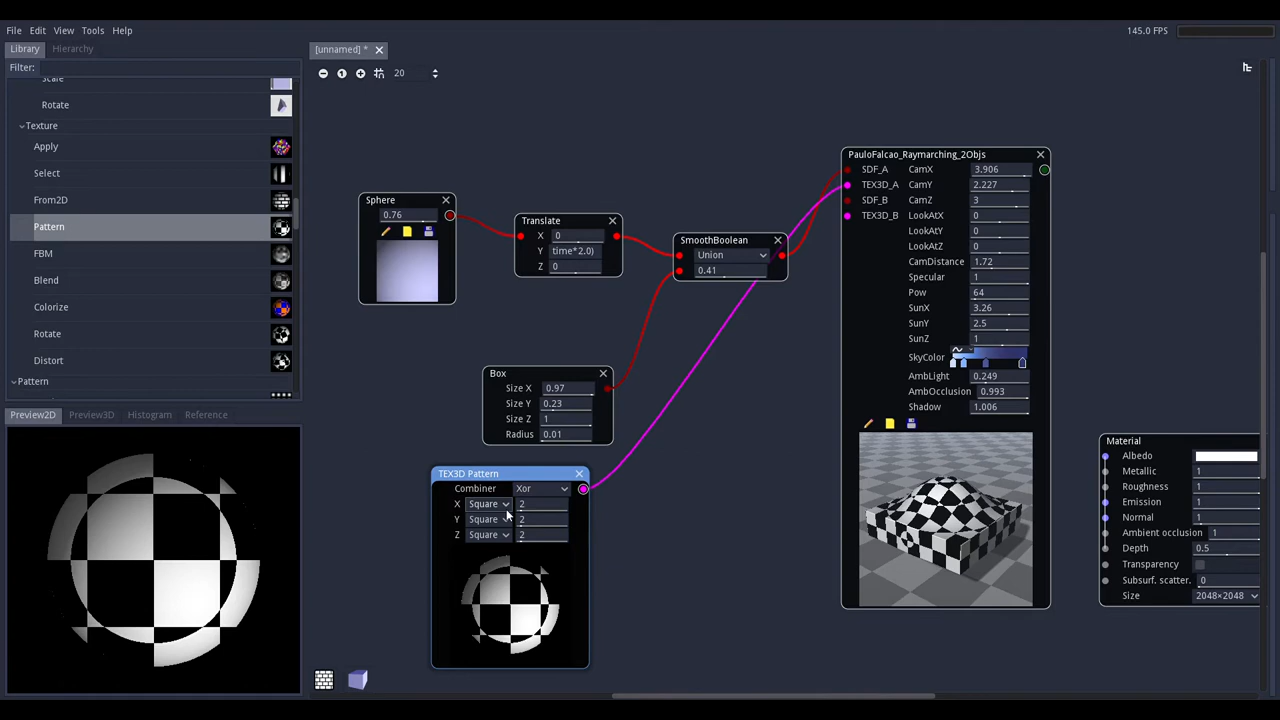 File Edit View Tools Help
145.0 FPS
Library Hierarchy
Filter:
Scale
Rotate
Texture
Apply
Select
From2D
Pattern
FBM
Blend
Colorize
Rotate
Distort
Pattern
Preview2D Preview3D Histogram Reference
[unnamed] *
20
Sphere
0.76
Translate
X 0
Y time*2.0)
Z 0
SmoothBoolean
Union
0.41
Box
Size X 0.97
Size Y 0.23
Size Z 1
Radius 0.01
TEX3D Pattern
Combiner Xor
X Square 2
Y Square 2
Z Square 2
PauloFalcao_Raymarching_2Objs
SDF_A CamX 3.906
TEX3D_A CamY 2.227
SDF_B CamZ 3
TEX3D_B LookAtX 0
LookAtY 0
LookAtZ 0
CamDistance 1.72
Specular 1
Pow 64
SunX 3.26
SunY 2.5
SunZ 1
SkyColor
AmbLight 0.249
AmbOcclusion 0.993
Shadow 1.006
Material
Albedo
Metallic 1
Roughness 1
Emission 1
Normal 1
Ambient occlusion 1
Depth 0.5
Transparency
Subsurf. scatter. 0
Size 2048×2048